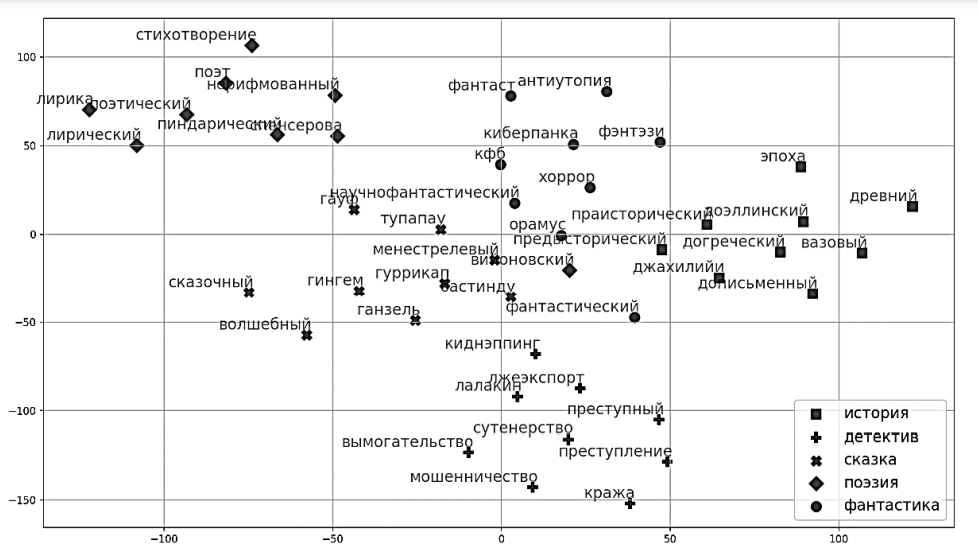 стихотворение
100
поэт
нерифмованный
фантаст
антиутопия
лирика
поэтический
пиндарический
спенсерова
лирический
50
киберпанка
фэнтэзи
кфб
эпоха
хоррор
научнофантастический
гауф
древний
тупапау
праисторический
доэллинский
орамус
0
предысторический
догреческий
вазовый
менестрелевый
вийоновский
джахилийи
гуррикап
гингем
бастинду
сказочный
дописьменный
фантастический
ганзель
волшебный
−50
киднэппинг
лжеэкспорт
лалакин
преступный
−100
сутенерство
вымогательство
преступление
мошенничество
кража
−150
история
детектив
сказка
поэзия
фантастика
−100
−50
0
50
100